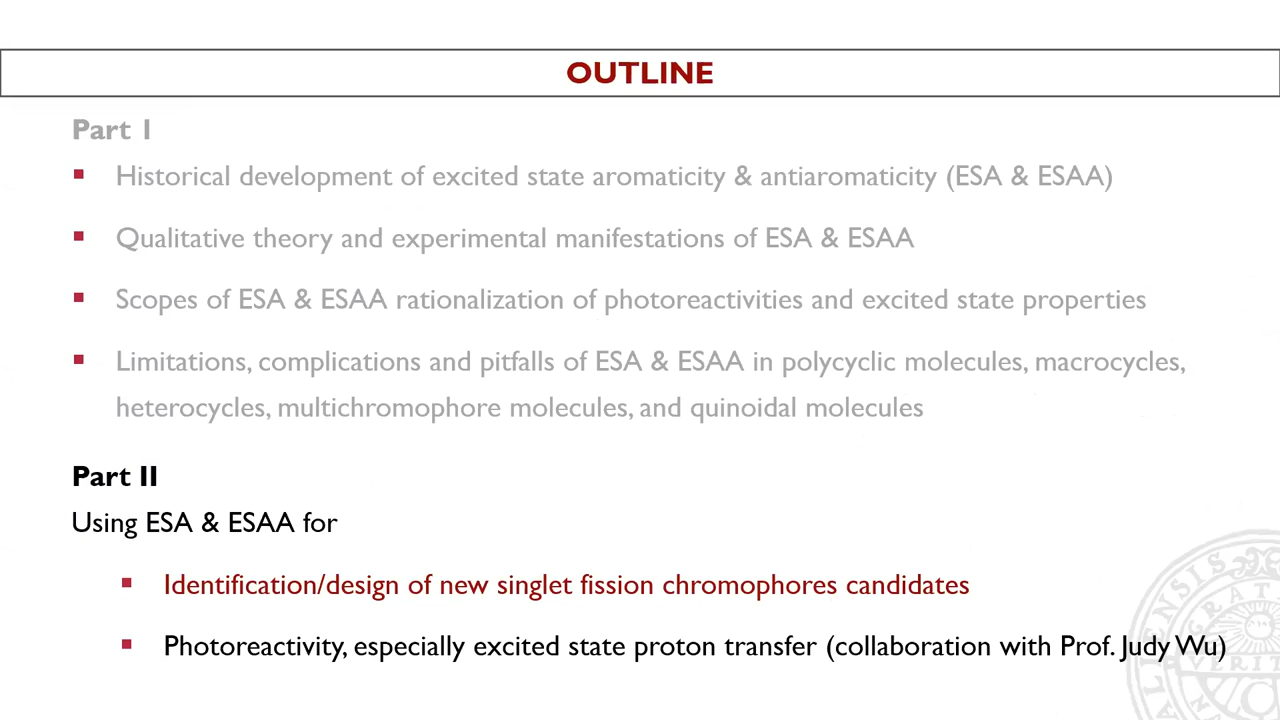 OUTLINE
Part I
Historical development of excited state aromaticity & antiaromaticity (ESA & ESAA)
Qualitative theory and experimental manifestations of ESA & ESAA
Scopes of ESA & ESAA rationalization of photoreactivities and excited state properties
Limitations, complications and pitfalls of ESA & ESAA in polycyclic molecules, macrocycles,
heterocycles, multichromophore molecules, and quinoidal molecules
Part II
Using ESA & ESAA for
Identification/design of new singlet fission chromophores candidates
Photoreactivity, especially excited state proton transfer (collaboration with Prof. Judy Wu)